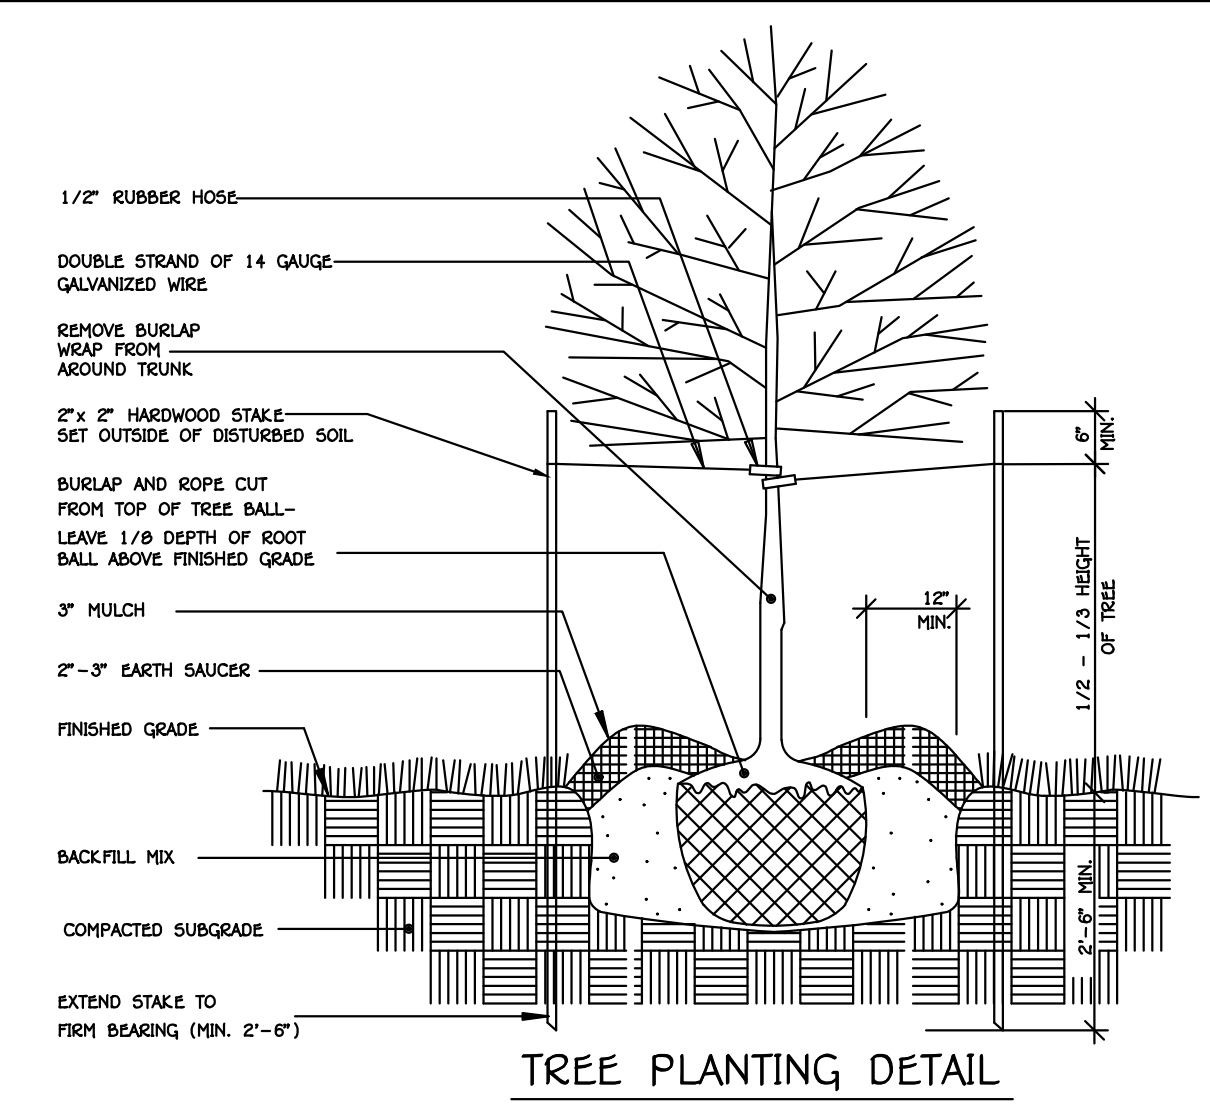 1/2" RUBBER HOSE
DOUBLE STRAND OF 14 GAUGE
GALVANIZED WIRE
REMOVE BURLAP
WRAP FROM
AROUND TRUNK
2"x 2" HARDWOOD STAKE
SET OUTSIDE OF DISTURBED SOIL
BURLAP AND ROPE CUT
FROM TOP OF TREE BALL-
LEAVE 1/8 DEPTH OF ROOT
BALL ABOVE FINISHED GRADE
3" MULCH
2"-3" EARTH SAUCER
FINISHED GRADE
BACKFILL MIX
COMPACTED SUBGRADE
EXTEND STAKE TO
FIRM BEARING (MIN. 2'-6")
12"
MIN.
6"
MIN.
1/2 - 1/3 HEIGHT
OF TREE
2'-6" MIN.
TREE PLANTING DETAIL